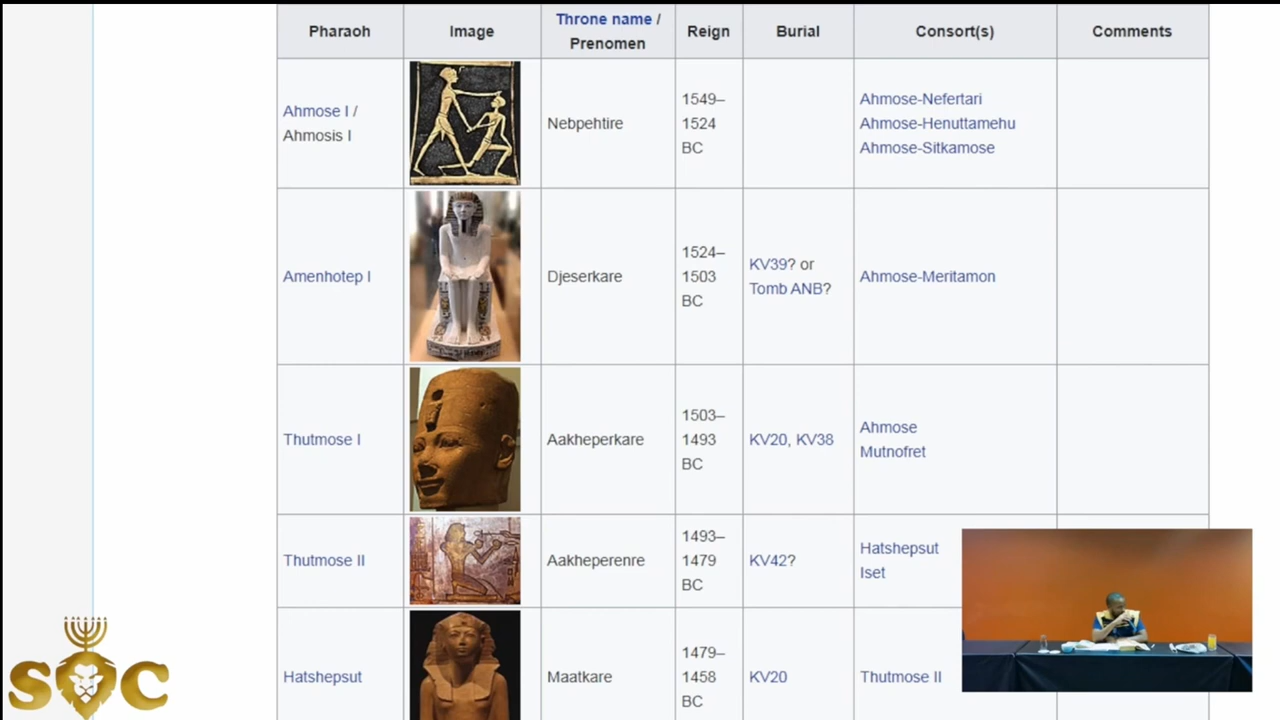 Pharaoh
Image
Throne name /
Prenomen
Reign
Burial
Consort(s)
Comments
Ahmose I /
Ahmosis I
Nebpehtire
1549–
1524
BC
Ahmose-Nefertari
Ahmose-Henuttamehu
Ahmose-Sitkamose
Amenhotep I
Djeserkare
1524–
1503
BC
KV39? or
Tomb ANB?
Ahmose-Meritamon
Thutmose I
Aakheperkare
1503–
1493
BC
KV20, KV38
Ahmose
Mutnofret
Thutmose II
Aakheperenre
1493–
1479
BC
KV42?
Hatshepsut
Iset
Hatshepsut
Maatkare
1479–
1458
BC
KV20
Thutmose II
SOC